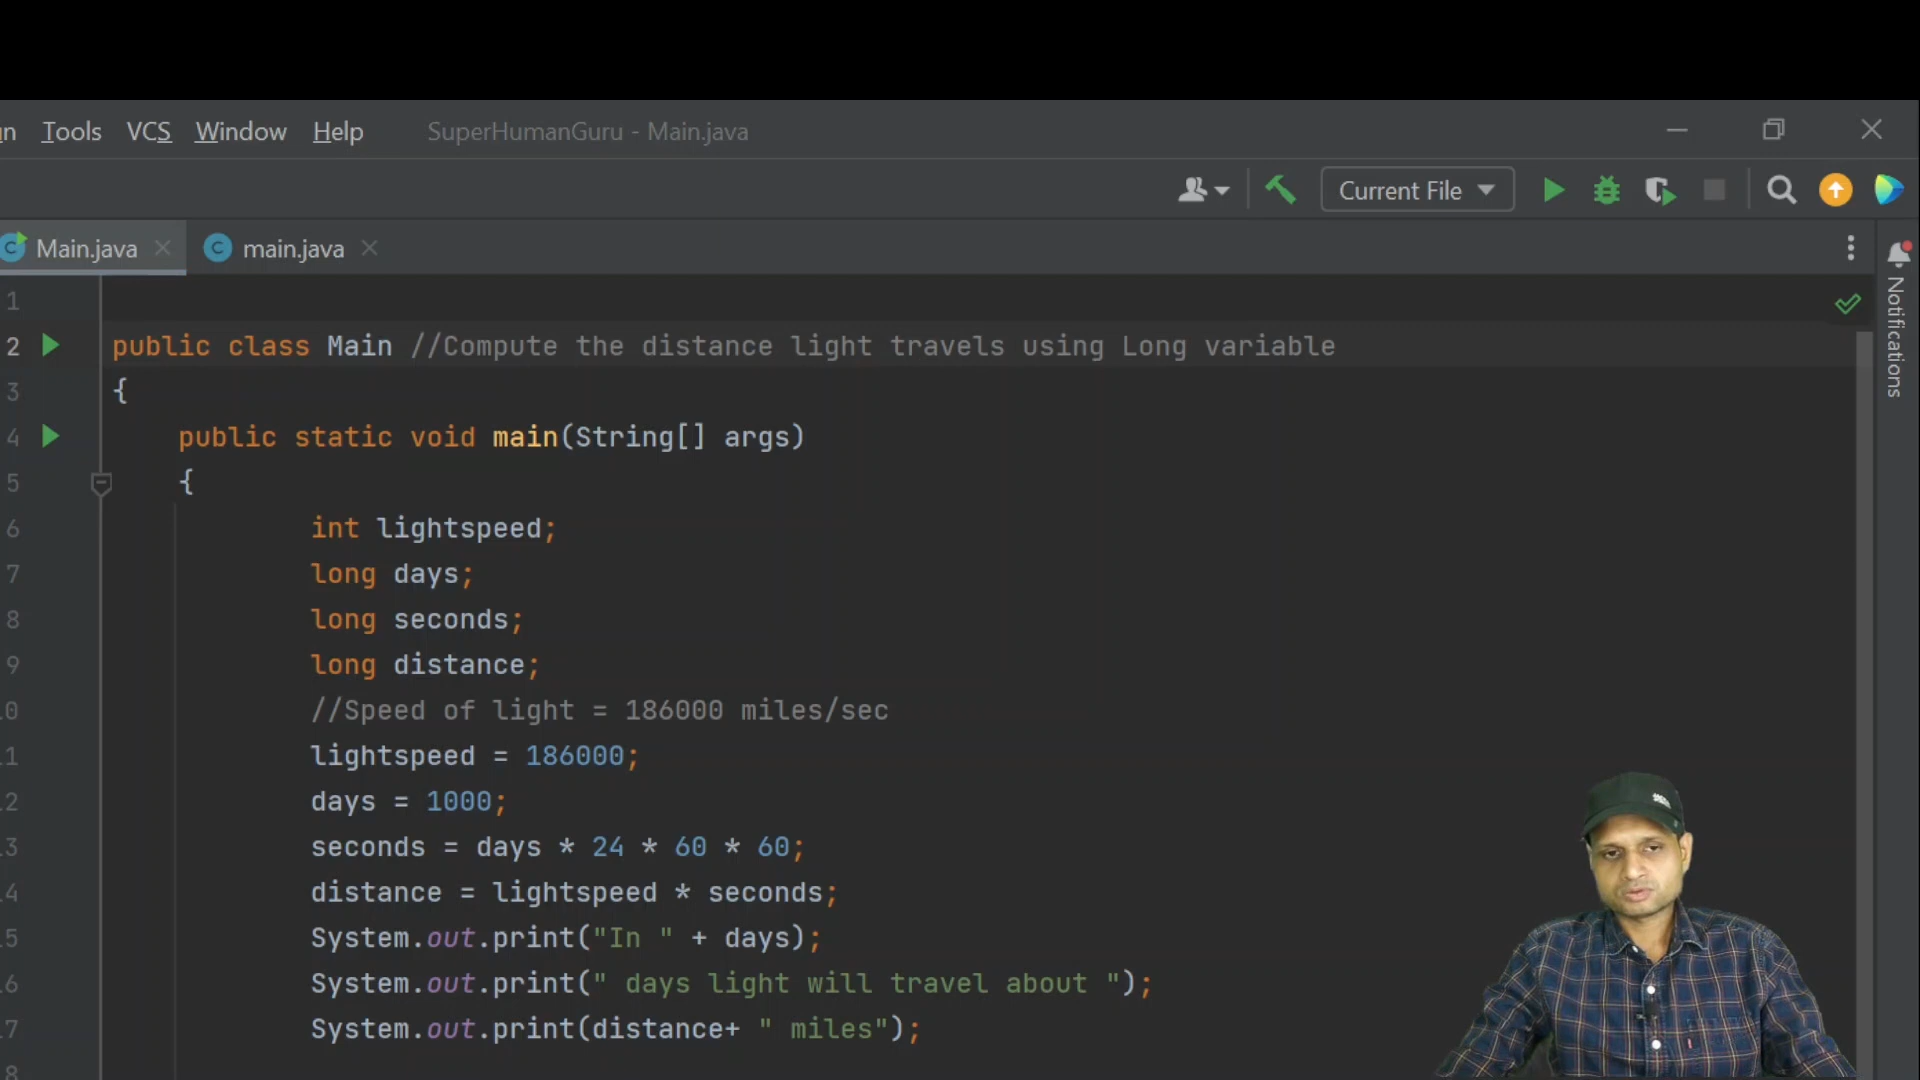 Tools VCS Window Help SuperHumanGuru - Main.java
Current File
Main.java main.java
Notifications
1
2 public class Main //Compute the distance light travels using Long variable
3 {
4 public static void main(String[] args)
5 {
6 int lightspeed;
7 long days;
8 long seconds;
9 long distance;
0 //Speed of light = 186000 miles/sec
1 lightspeed = 186000;
2 days = 1000;
3 seconds = days * 24 * 60 * 60;
4 distance = lightspeed * seconds;
5 System.out.print("In " + days);
6 System.out.print(" days light will travel about ");
7 System.out.print(distance+ " miles");
8